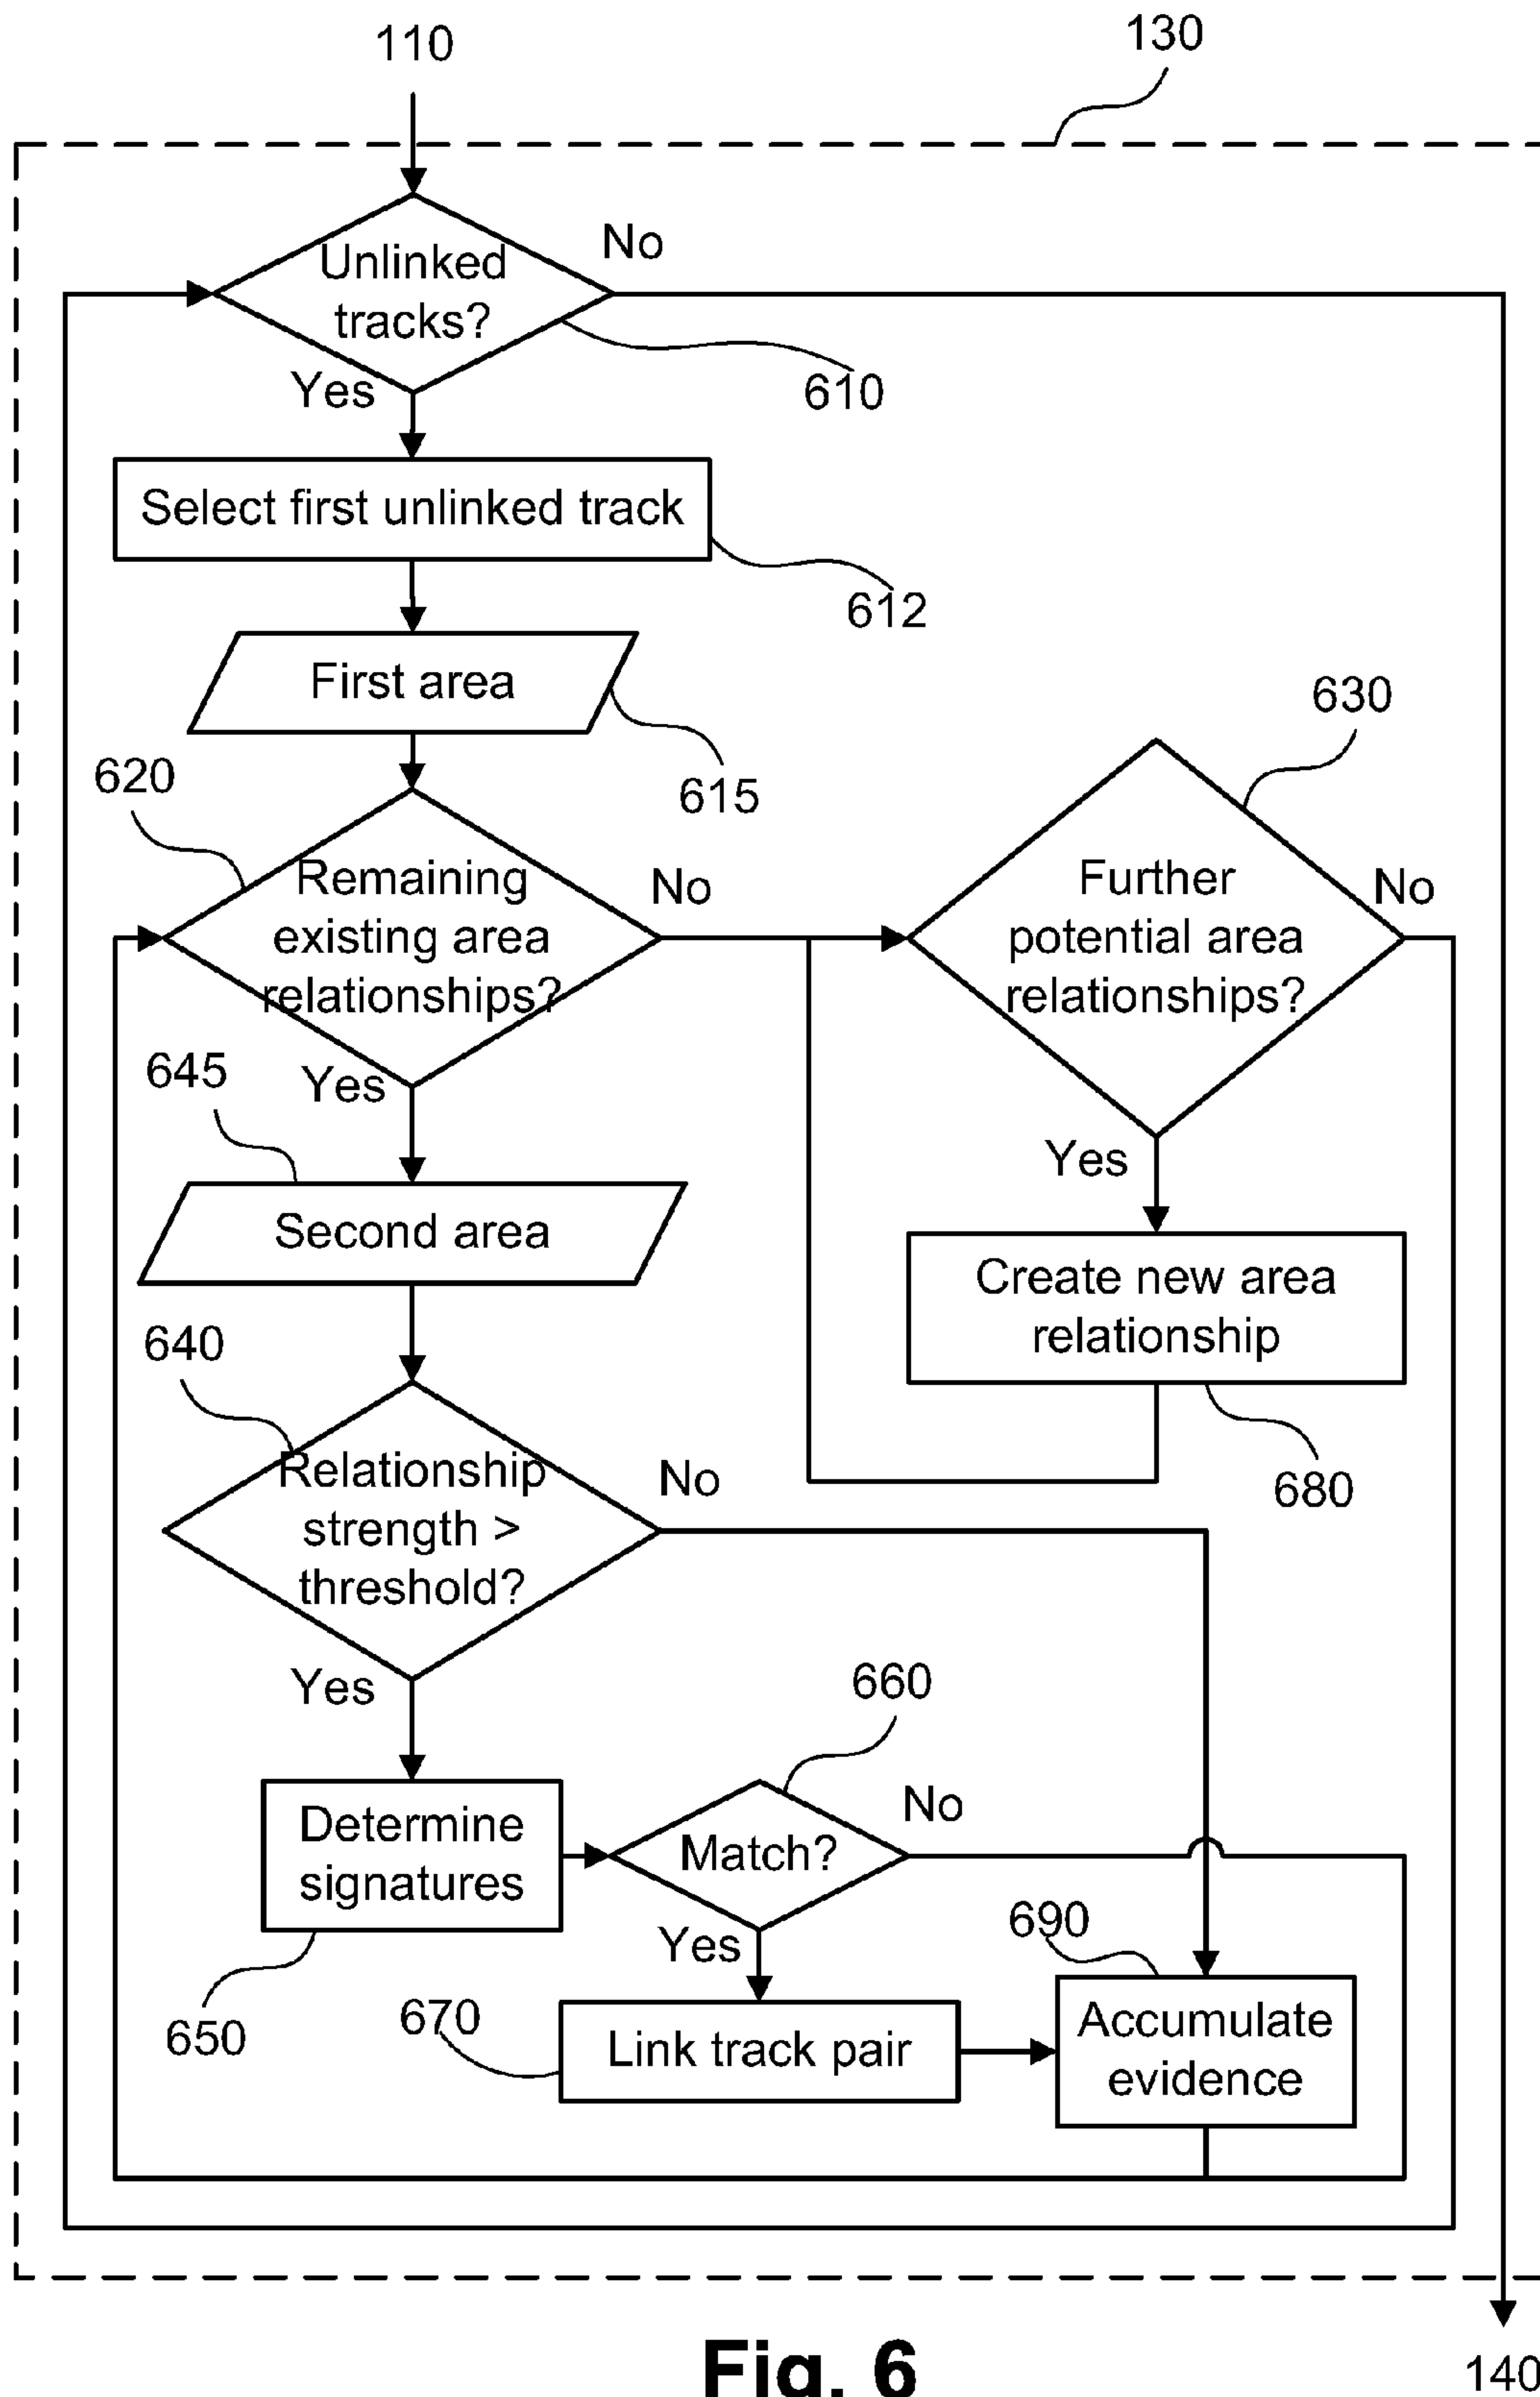 110
130
Unlinked
tracks?
No
Yes
610
Select first unlinked track
612
First area
615
620
630
Remaining
existing area
relationships?
No
Further
potential area
relationships?
No
645
Yes
Yes
Second area
Create new area
relationship
640
680
Relationship
strength >
threshold?
No
Yes
660
Determine
signatures
Match?
No
690
Yes
650
670
Link track pair
Accumulate
evidence
Fig. 6
140